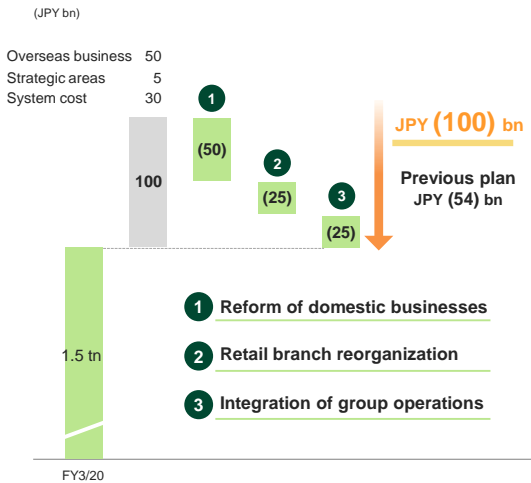 (JPY bn)
Overseas business 50
Strategic areas 5
System cost 30
1
(50)
100
2
(25)
3
(25)
JPY (100) bn
Previous plan
JPY (54) bn
1 Reform of domestic businesses
2 Retail branch reorganization
3 Integration of group operations
1.5 tn
FY3/20